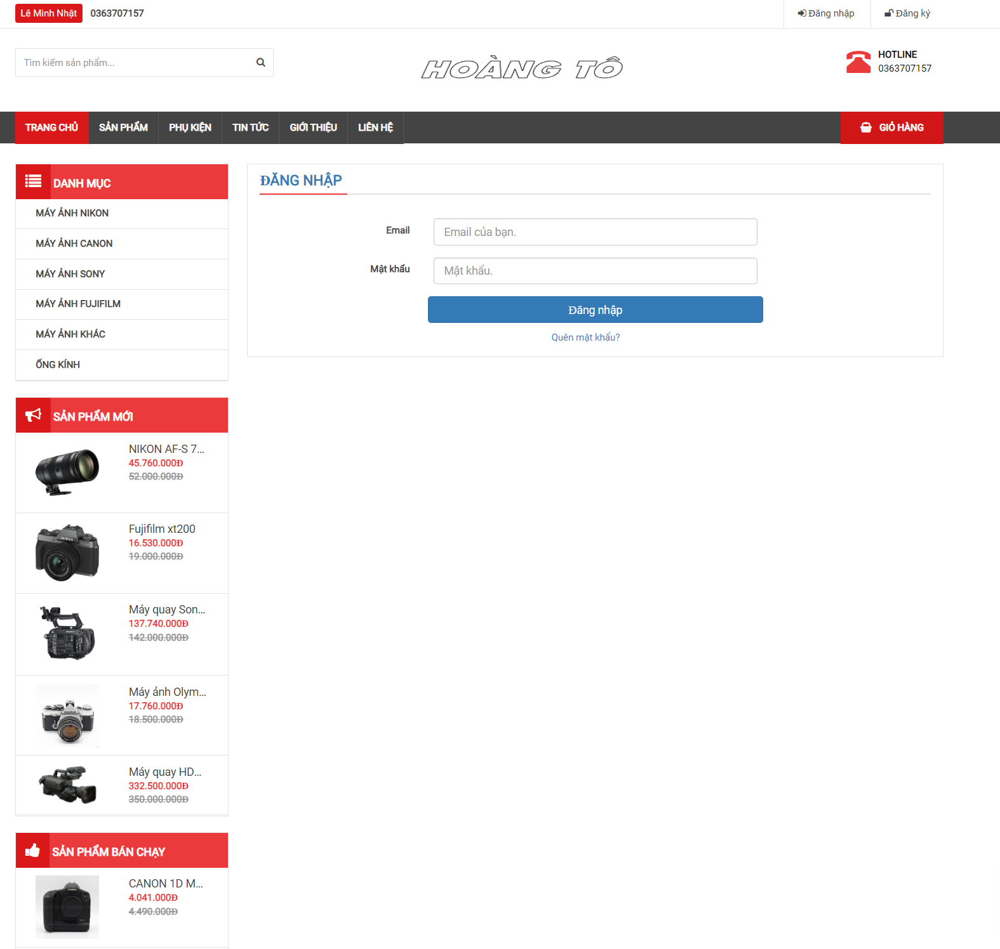 Lê Minh Nhật 0363707157
Đăng nhập
Đăng ký
Tìm kiếm sản phẩm...
HOÀNG TÔ
HOTLINE
0363707157
TRANG CHỦ
SẢN PHẨM
PHỤ KIỆN
TIN TỨC
GIỚI THIỆU
LIÊN HỆ
GIỎ HÀNG
DANH MỤC
MÁY ẢNH NIKON
MÁY ẢNH CANON
MÁY ẢNH SONY
MÁY ẢNH FUJIFILM
MÁY ẢNH KHÁC
ỐNG KÍNH
ĐĂNG NHẬP
Email
Email của bạn.
Mật khẩu
Mật khẩu.
Đăng nhập
Quên mật khẩu?
SẢN PHẨM MỚI
NIKON AF-S 7...
45.760.000Đ
52.000.000Đ
Fujifilm xt200
16.530.000Đ
19.000.000Đ
Máy quay Son...
137.740.000Đ
142.000.000Đ
Máy ảnh Olym...
17.760.000Đ
18.500.000Đ
Máy quay HD...
332.500.000Đ
350.000.000Đ
SẢN PHẨM BÁN CHẠY
CANON 1D M...
4.041.000Đ
4.490.000Đ